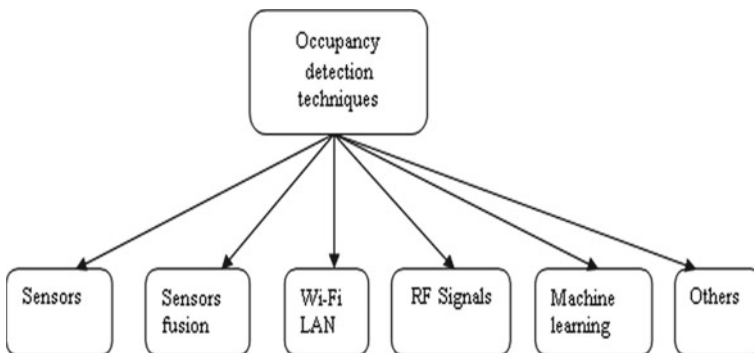 Occupancy
detection
techniques
Sensors
Sensors
fusion
Wi-Fi
LAN
RF Signals
Machine
learning
Others